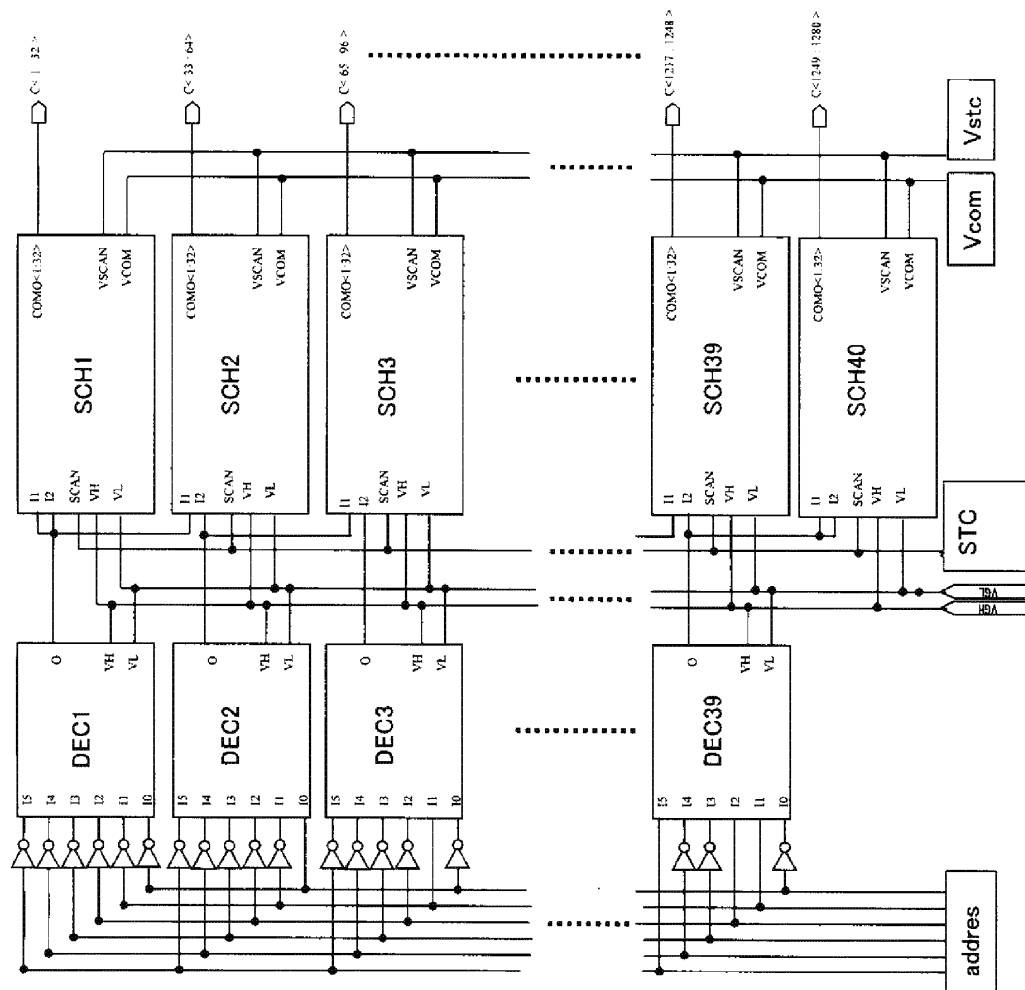 C< 1 : 32 >
C< 33 : 64>
C< 65 : 96 >
C<1217 : 1248>
C<1249 : 1280>
Vstc
Vcom
COMO<1:32>
VSCAN
VCOM
SCH1
I1
I2
SCAN
VH
VL
COMO<1:32>
VSCAN
VCOM
SCH2
I1
I2
SCAN
VH
VL
COMO<1:32>
VSCAN
VCOM
SCH3
I1
I2
SCAN
VH
VL
COMO<1:32>
VSCAN
VCOM
SCH39
I1
I2
SCAN
VH
VL
COMO<1:32>
VSCAN
VCOM
SCH40
I1
I2
SCAN
VH
VL
STC
VGL
VGH
O
VH
VL
DEC1
I5
I4
I3
I2
I1
I0
O
VH
VL
DEC2
I5
I4
I3
I2
I1
I0
O
VH
VL
DEC3
I5
I4
I3
I2
I1
I0
O
VH
VL
DEC39
I5
I4
I3
I2
I1
I0
addres